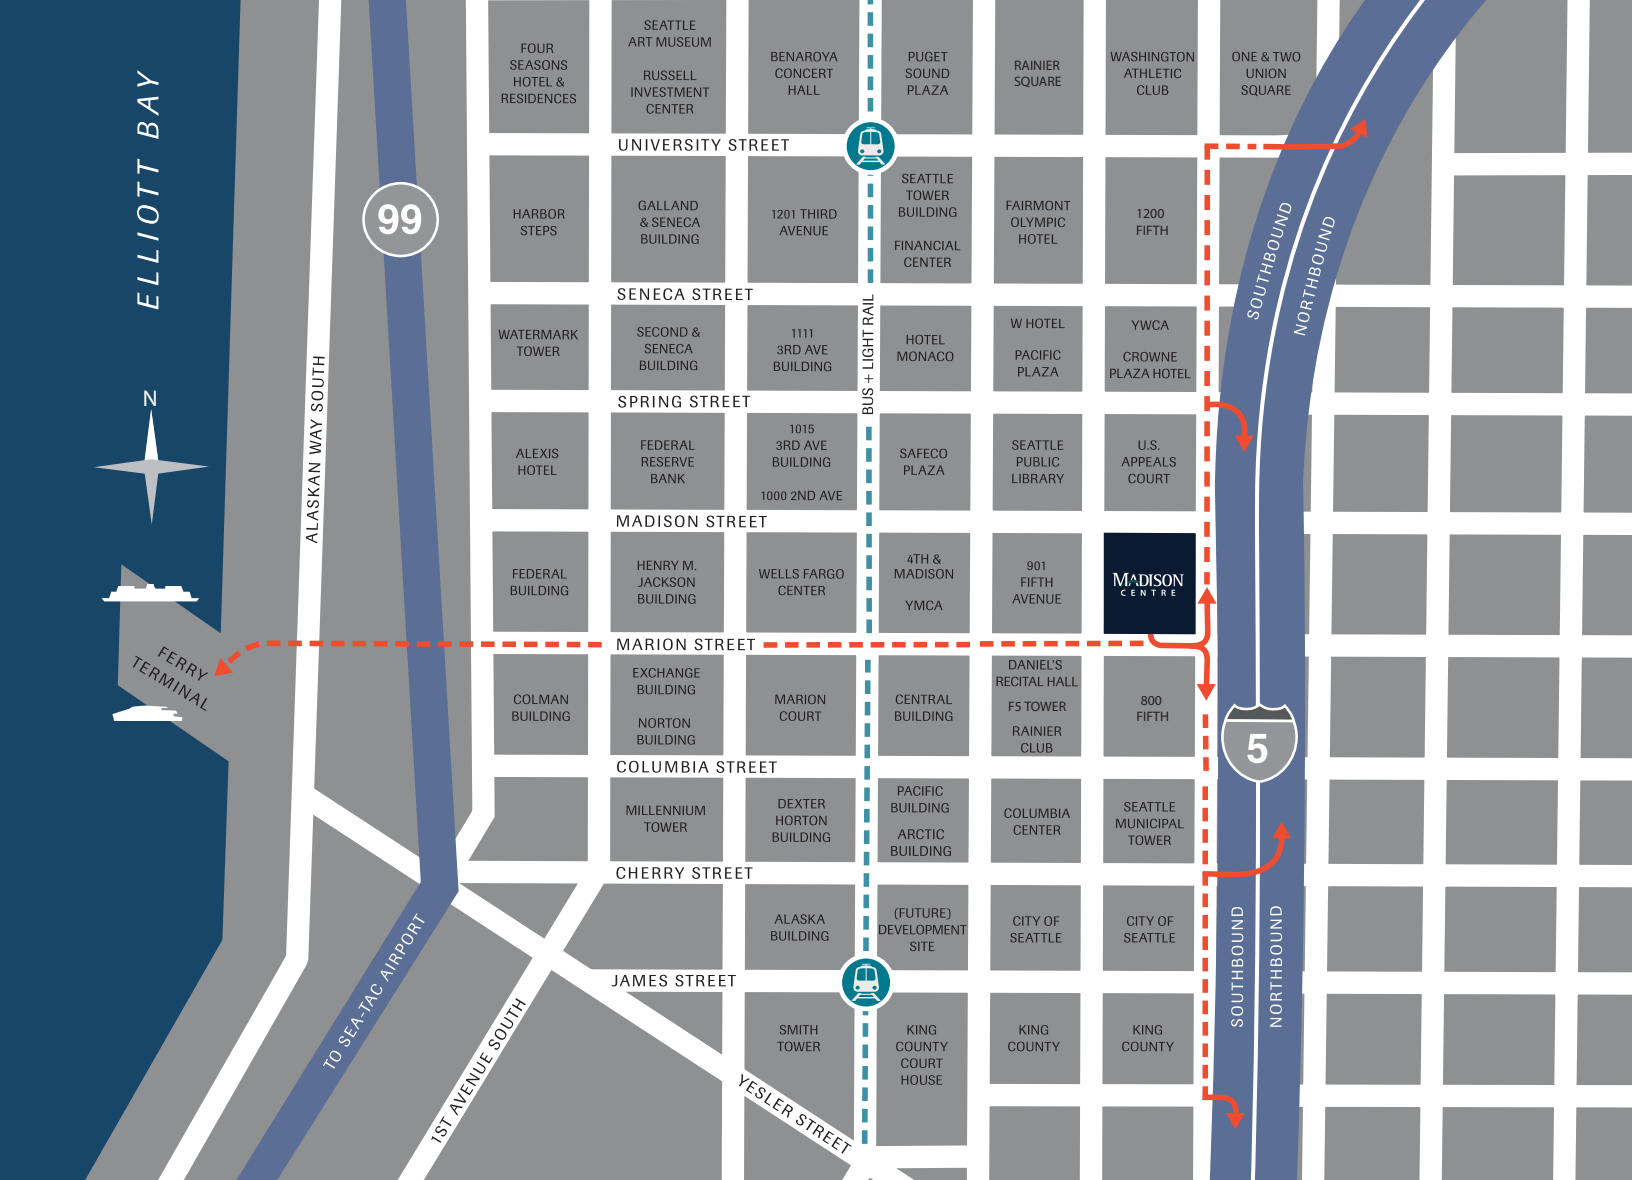 FOUR
SEASONS
HOTEL &
RESIDENCES
SEATTLE
ART MUSEUM
RUSSELL
INVESTMENT
CENTER
BENAROYA
CONCERT
HALL
PUGET
SOUND
PLAZA
RAINIER
SQUARE
WASHINGTON
ATHLETIC
CLUB
ONE & TWO
UNION
SQUARE
UNIVERSITY STREET
ELLIOTT BAY
99
HARBOR
STEPS
GALLAND
& SENECA
BUILDING
1201 THIRD
AVENUE
SEATTLE
TOWER
BUILDING
FINANCIAL
CENTER
FAIRMONT
OLYMPIC
HOTEL
1200
FIFTH
SOUTHBOUND
NORTHBOUND
SENECA STREET
WATERMARK
TOWER
SECOND &
SENECA
BUILDING
1111
3RD AVE
BUILDING
BUS + LIGHT RAIL
HOTEL
MONACO
W HOTEL
PACIFIC
PLAZA
YWCA
CROWNE
PLAZA HOTEL
SPRING STREET
N
ALASKAN WAY SOUTH
ALEXIS
HOTEL
FEDERAL
RESERVE
BANK
1015
3RD AVE
BUILDING
1000 2ND AVE
SAFECO
PLAZA
SEATTLE
PUBLIC
LIBRARY
U.S.
APPEALS
COURT
MADISON STREET
FEDERAL
BUILDING
HENRY M.
JACKSON
BUILDING
WELLS FARGO
CENTER
4TH &
MADISON
YMCA
901
FIFTH
AVENUE
MADISON
CENTRE
MARION STREET
FERRY
TERMINAL
COLMAN
BUILDING
EXCHANGE
BUILDING
NORTON
BUILDING
MARION
COURT
CENTRAL
BUILDING
DANIEL'S
RECITAL HALL
F5 TOWER
RAINIER
CLUB
800
FIFTH
5
COLUMBIA STREET
MILLENNIUM
TOWER
DEXTER
HORTON
BUILDING
PACIFIC
BUILDING
ARCTIC
BUILDING
COLUMBIA
CENTER
SEATTLE
MUNICIPAL
TOWER
CHERRY STREET
ALASKA
BUILDING
(FUTURE)
DEVELOPMENT
SITE
CITY OF
SEATTLE
CITY OF
SEATTLE
SOUTHBOUND
NORTHBOUND
TO SEA-TAC AIRPORT
JAMES STREET
1ST AVENUE SOUTH
SMITH
TOWER
KING
COUNTY
COURT
HOUSE
KING
COUNTY
KING
COUNTY
YESLER STREET